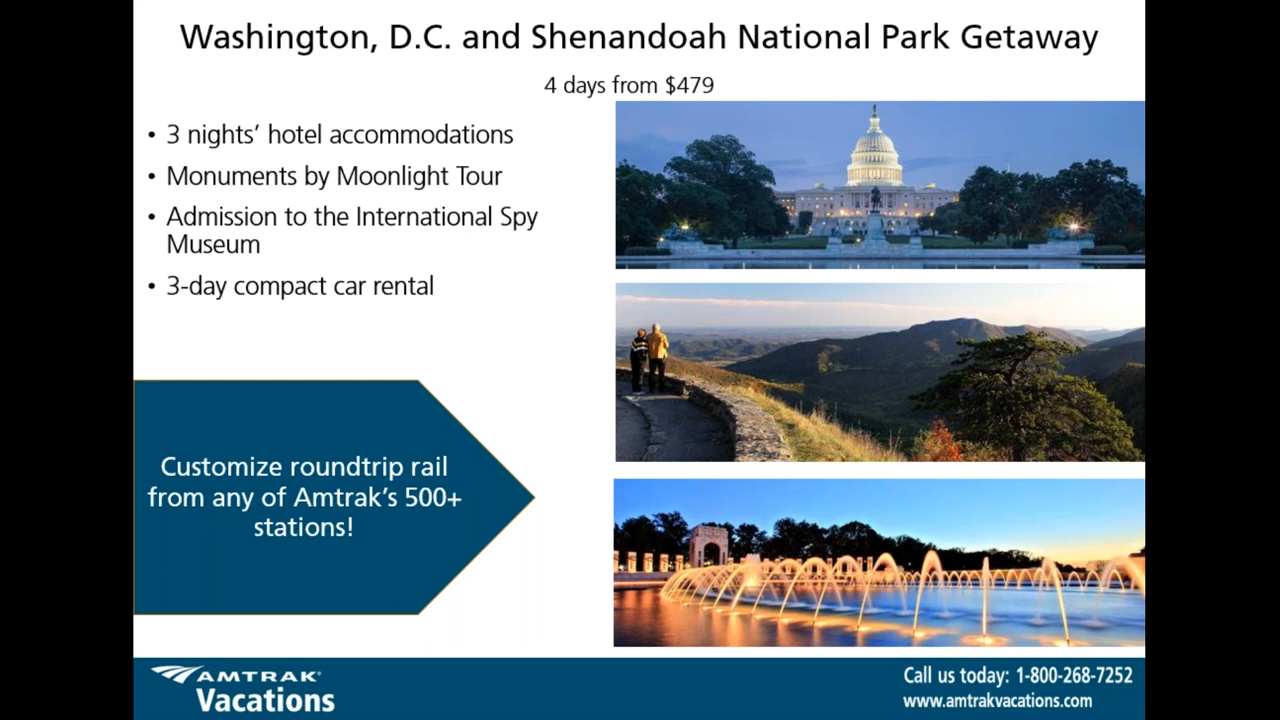 Washington, D.C. and Shenandoah National Park Getaway
4 days from $479
• 3 nights’ hotel accommodations
• Monuments by Moonlight Tour
• Admission to the International Spy
Museum
• 3-day compact car rental
Customize roundtrip rail
from any of Amtrak’s 500+
stations!
AMTRAK®
Vacations
Call us today: 1-800-268-7252
www.amtrakvacations.com